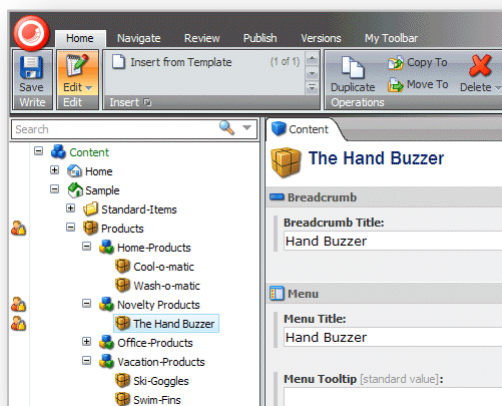 Home Navigate Review Publish Versions My Toolbar
Insert from Template (1 of 1)
Copy To
Move To
Save Edit Duplicate Delete
Write Edit Insert Operations
Search
Content
Home
Sample
Standard-Items
Products
Home-Products
Cool-o-matic
Wash-o-matic
Novelty Products
The Hand Buzzer
Office-Products
Vacation-Products
Ski-Goggles
Swim-Fins
Content
The Hand Buzzer
Breadcrumb
Breadcrumb Title:
Hand Buzzer
Menu
Menu Title:
Hand Buzzer
Menu Tooltip [standard value]: